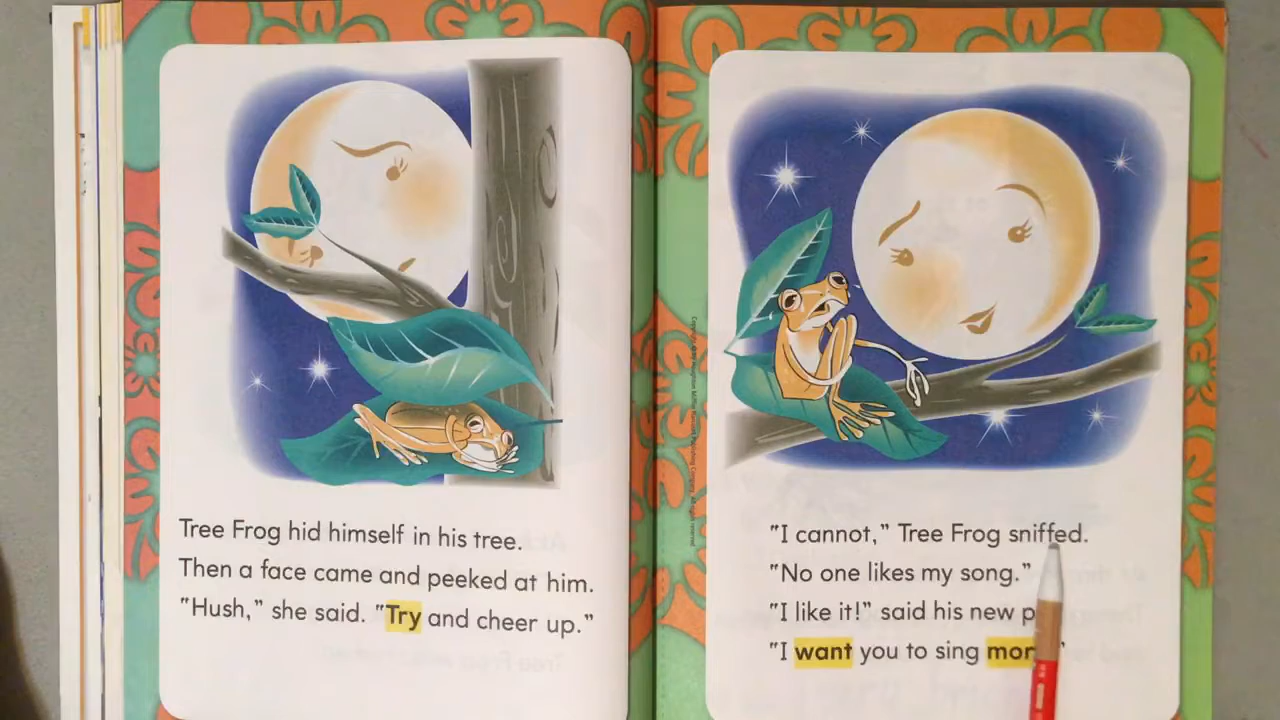 Tree Frog hid himself in his tree.
Then a face came and peeked at him.
"Hush," she said. "Try and cheer up."
"I cannot," Tree Frog sniffed.
"No one likes my song."
"I like it!" said his new
"I want you to sing